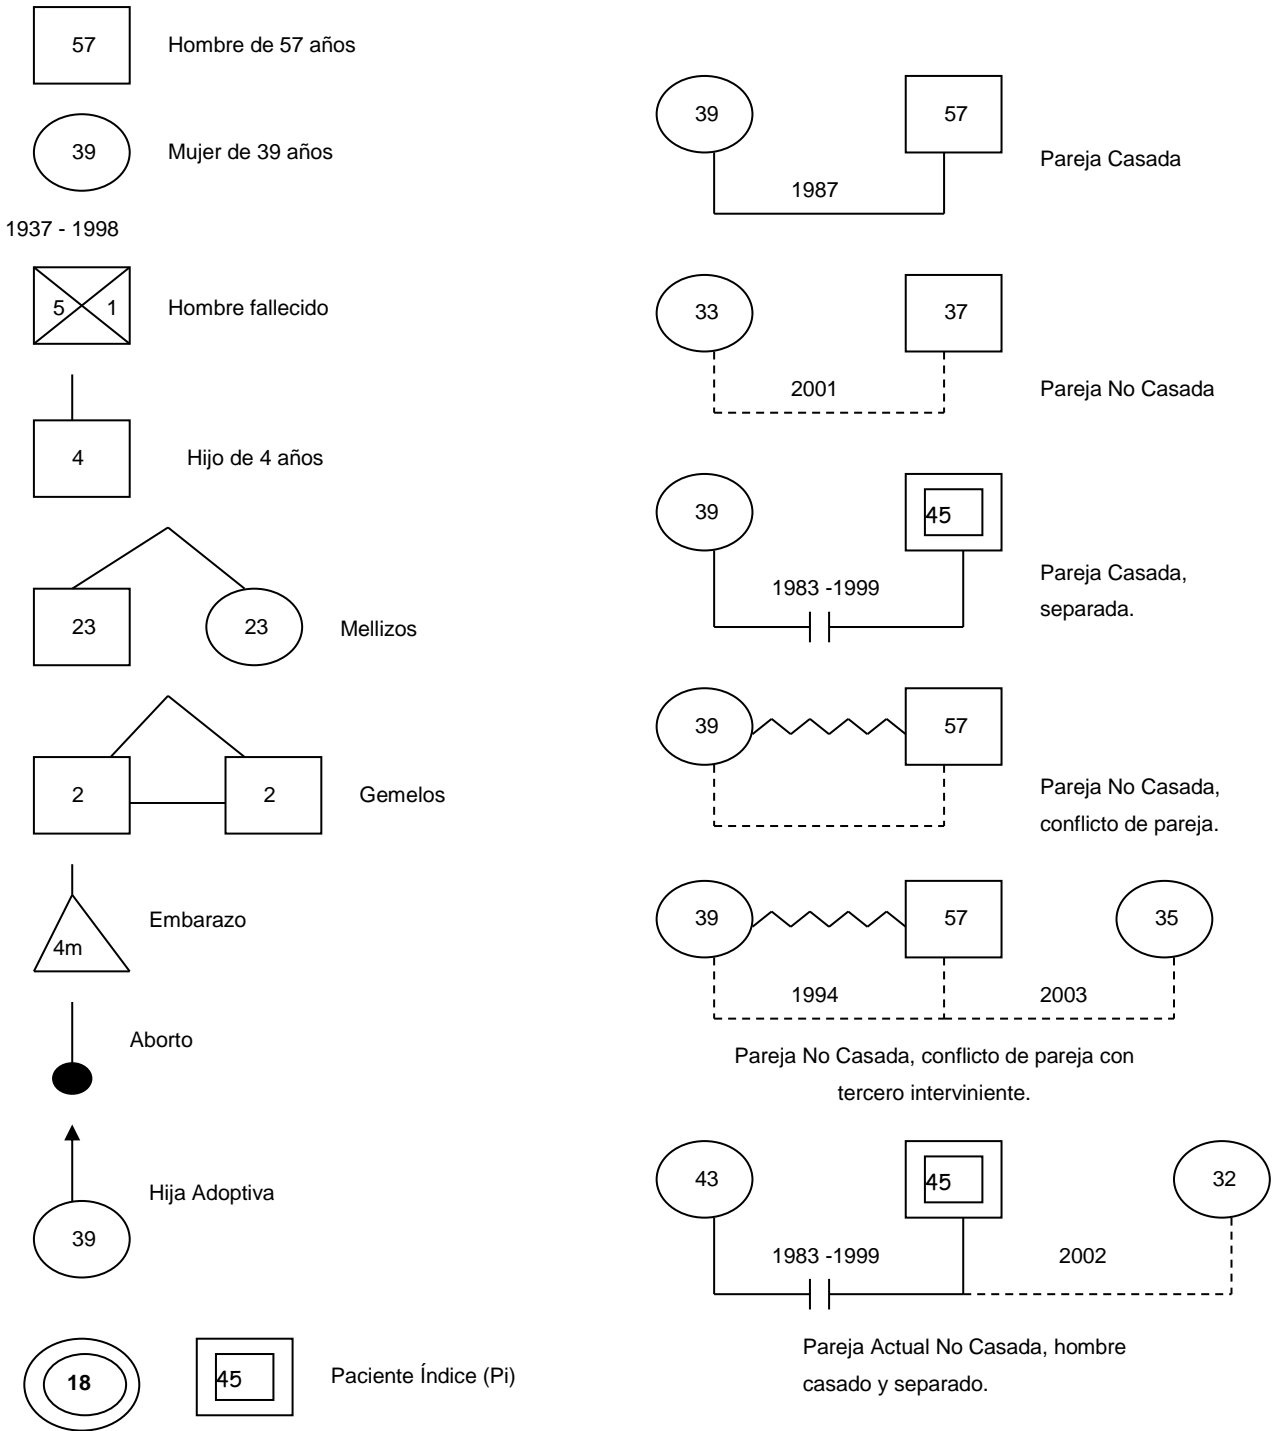 57
Hombre de 57 años
39
Mujer de 39 años
1937 - 1998
5 1
Hombre fallecido
4
Hijo de 4 años
23 23
Mellizos
2 2
Gemelos
4m
Embarazo
Aborto
Hija Adoptiva
39
18 45
Paciente Índice (Pi)
39 57
1987
Pareja Casada
33 37
2001
Pareja No Casada
39 45
1983 -1999
Pareja Casada,
separada.
39 57
Pareja No Casada,
conflicto de pareja.
39 57 35
1994 2003
Pareja No Casada, conflicto de pareja con
tercero interviniente.
43 45 32
1983 -1999 2002
Pareja Actual No Casada, hombre
casado y separado.